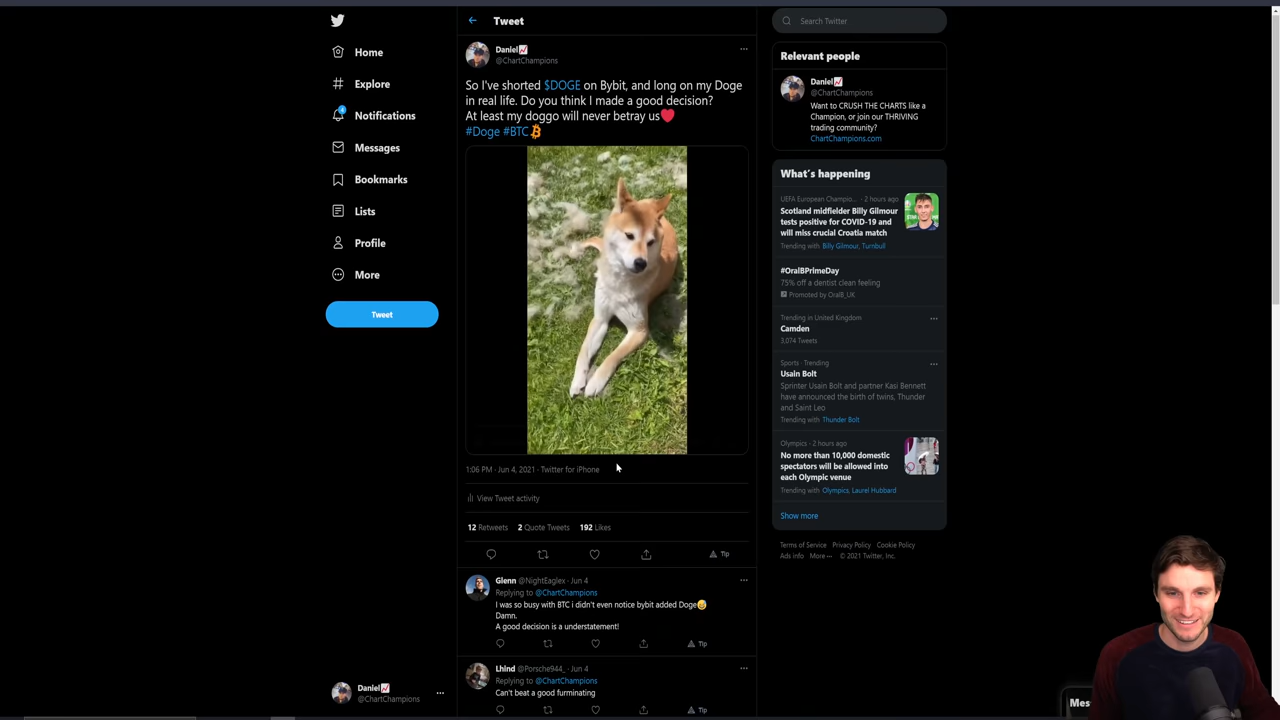 Tweet
Search Twitter
Home
Explore
4
Notifications
Messages
Bookmarks
Lists
Profile
More
Tweet
Daniel📈
@ChartChampions
So I've shorted $DOGE on Bybit, and long on my Doge
in real life. Do you think I made a good decision?
At least my doggo will never betray us❤️
#Doge #BTC
1:06 PM · Jun 4, 2021 · Twitter for iPhone
View Tweet activity
12 Retweets 2 Quote Tweets 192 Likes
Tip
Glenn @NightEaglex · Jun 4
Replying to @ChartChampions
I was so busy with BTC i didn't even notice bybit added Doge😅
Damn.
A good decision is a understatement!
Tip
Lhind @Porsche944_ · Jun 4
Replying to @ChartChampions
Can't beat a good furminating
Tip
Relevant people
Daniel📈
@ChartChampions
Want to CRUSH THE CHARTS like a
Champion, or join our THRIVING
trading community?
ChartChampions.com
What's happening
UEFA European Champio... · 2 hours ago
Scotland midfielder Billy Gilmour
tests positive for COVID-19 and
will miss crucial Croatia match
Trending with Billy Gilmour, Turnbull
#OralBPrimeDay
75% off a dentist clean feeling
Promoted by OralB_UK
Trending in United Kingdom
Camden
3,074 Tweets
Sports · Trending
Usain Bolt
Sprinter Usain Bolt and partner Kasi Bennett
have announced the birth of twins, Thunder
and Saint Leo
Trending with Thunder Bolt
Olympics · 2 hours ago
No more than 10,000 domestic
spectators will be allowed into
each Olympic venue
Trending with Olympics, Laurel Hubbard
Show more
Terms of Service Privacy Policy Cookie Policy
Ads info More ··· © 2021 Twitter, Inc.
Daniel📈
@ChartChampions